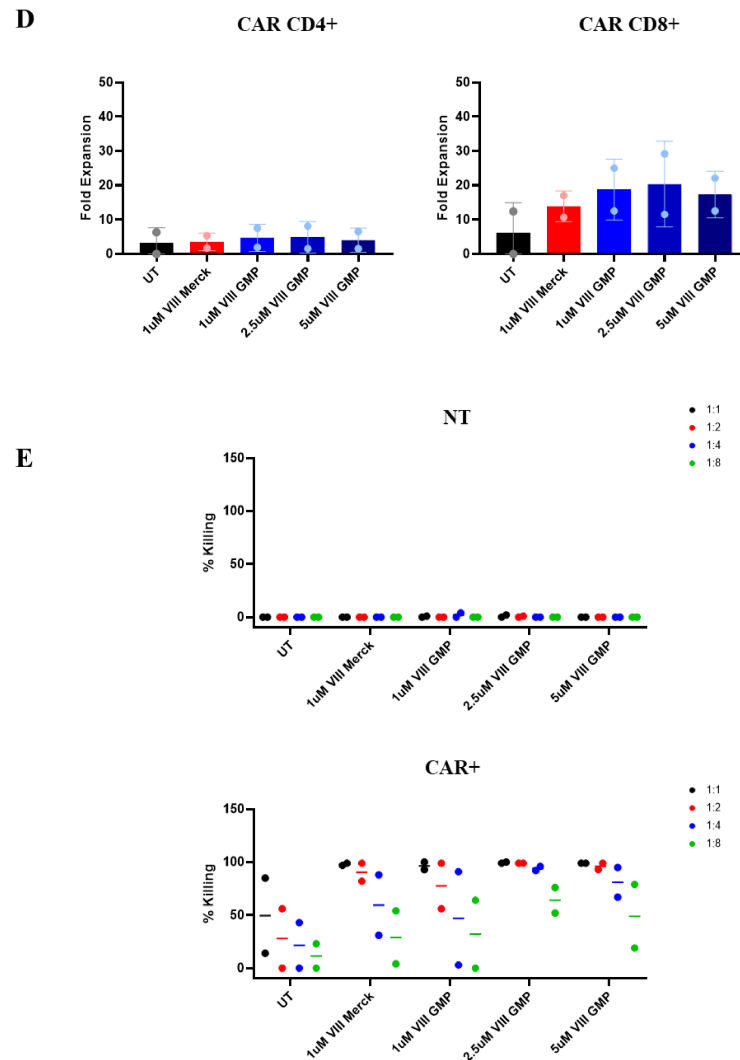 D
CAR CD4+
CAR CD8+
50
40
30
20
10
0
Fold Expansion
UT
1uM VIII Merck
1uM VIII GMP
2.5uM VIII GMP
5uM VIII GMP
50
40
30
20
10
0
Fold Expansion
UT
1uM VIII Merck
1uM VIII GMP
2.5uM VIII GMP
5uM VIII GMP
E
NT
1:1
1:2
1:4
1:8
150
100
50
0
% Killing
UT
1uM VIII Merck
1uM VIII GMP
2.5uM VIII GMP
5uM VIII GMP
CAR+
1:1
1:2
1:4
1:8
150
100
50
0
% Killing
UT
1uM VIII Merck
1uM VIII GMP
2.5uM VIII GMP
5uM VIII GMP